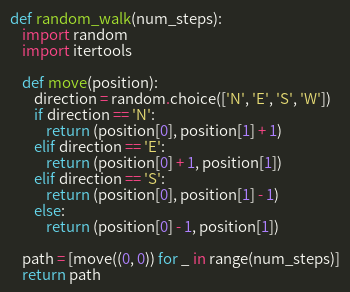 def random_walk(num_steps):
    import random
    import itertools

    def move(position):
        direction = random.choice(['N', 'E', 'S', 'W'])
        if direction == 'N':
            return (position[0], position[1] + 1)
        elif direction == 'E':
            return (position[0] + 1, position[1])
        elif direction == 'S':
            return (position[0], position[1] - 1)
        else:
            return (position[0] - 1, position[1])

    path = [move((0, 0)) for _ in range(num_steps)]
    return path